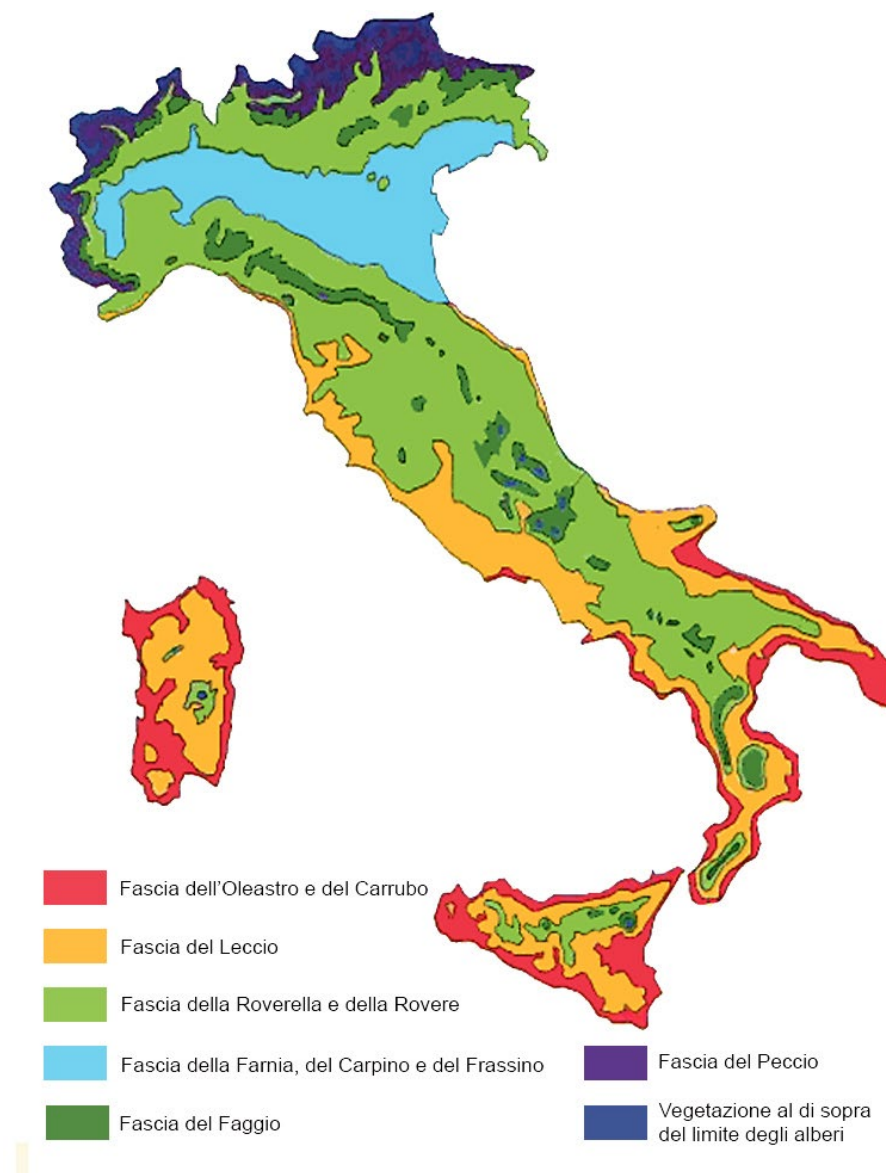 Fascia dell'Oleastro e del Carrubo
Fascia del Leccio
Fascia della Roverella e della Rovere
Fascia della Farnia, del Carpino e del Frassino
Fascia del Faggio
Fascia del Peccio
Vegetazione al di sopra
del limite degli alberi